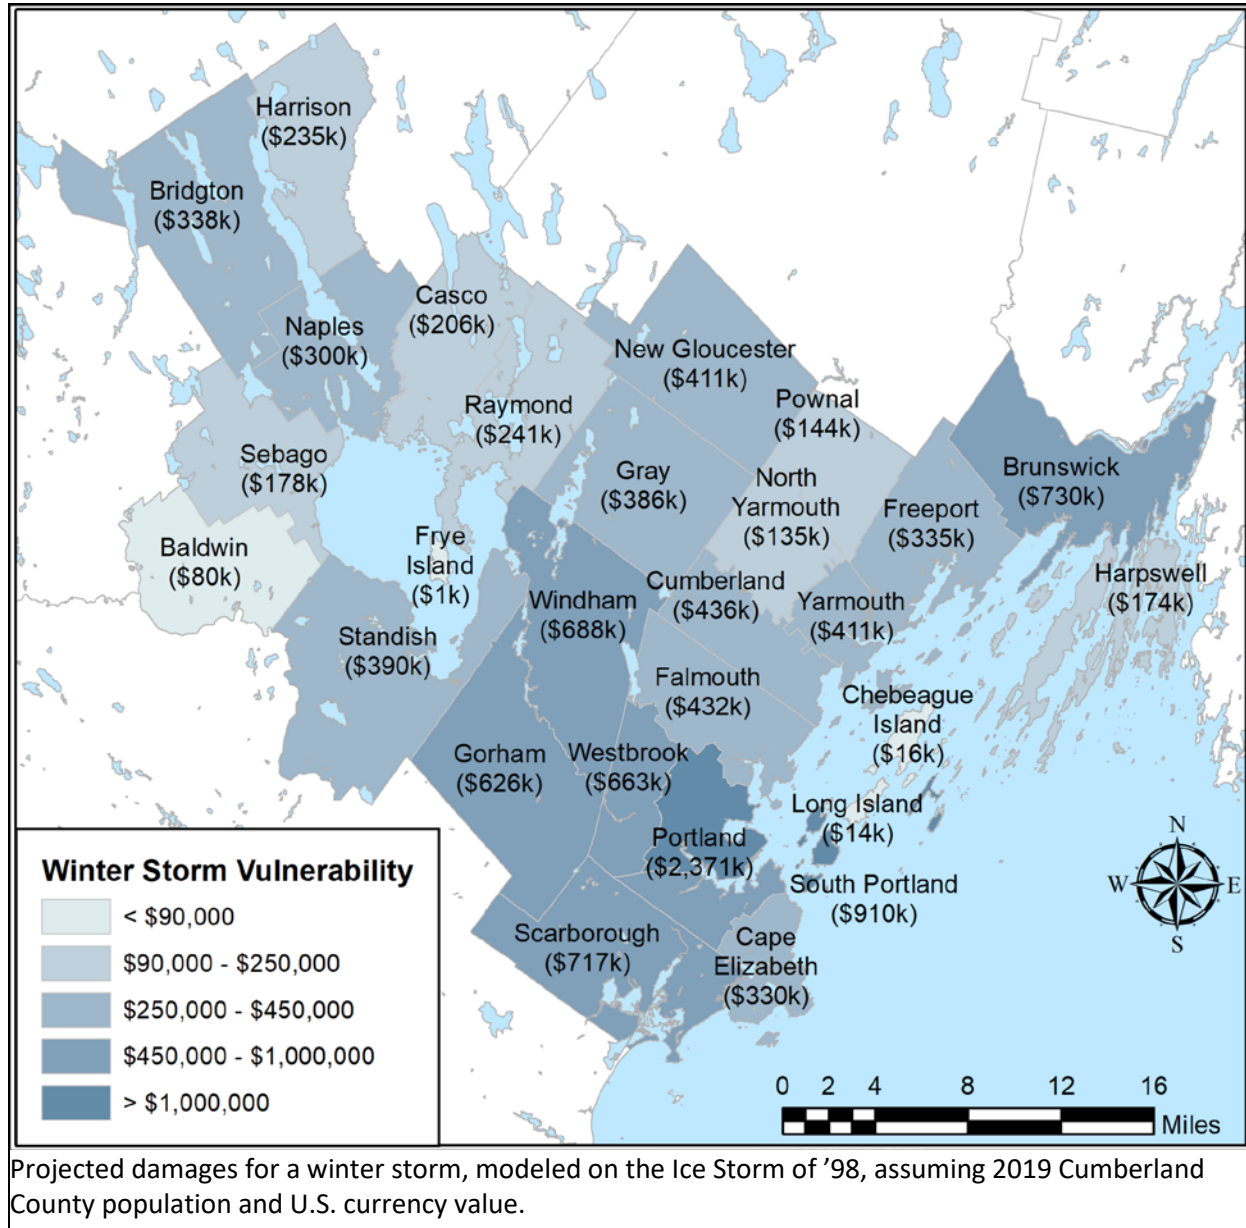 Harrison
($235k)
Bridgton
($338k)
Casco
($206k)
Naples
($300k)
New Gloucester
($411k)
Pownal
($144k)
Raymond
($241k)
Sebago
($178k)
Gray
($386k)
North
Yarmouth
($135k)
Brunswick
($730k)
Freeport
($335k)
Baldwin
($80k)
Frye
Island
($1k)
Harpswell
($174k)
Cumberland
($436k)
Windham
($688k)
Yarmouth
($411k)
Standish
($390k)
Falmouth
($432k)
Chebeague
Island
($16k)
Gorham
($626k)
Westbrook
($663k)
Long Island
($14k)
Portland
($2,371k)
South Portland
($910k)
Scarborough
($717k)
Cape
Elizabeth
($330k)
N
W E
S
Winter Storm Vulnerability
< $90,000
$90,000 - $250,000
$250,000 - $450,000
$450,000 - $1,000,000
> $1,000,000
0 2 4 8 12 16
Miles
Projected damages for a winter storm, modeled on the Ice Storm of ’98, assuming 2019 Cumberland
County population and U.S. currency value.